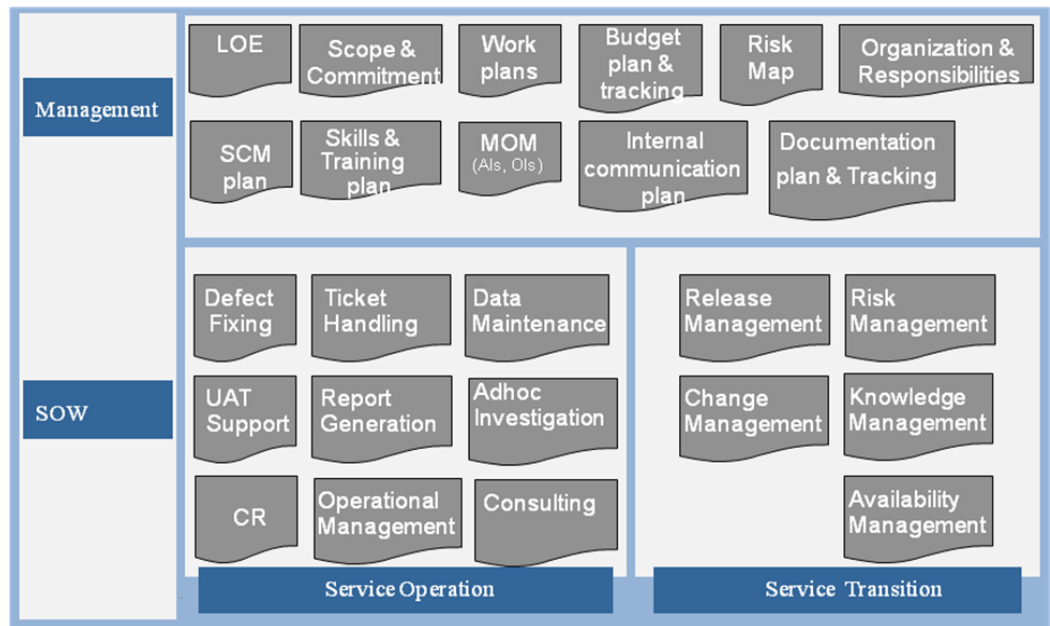 LOE
Scope &
Commitment
Work
plans
Budget
plan &
tracking
Risk
Map
Organization &
Responsibilities
Management
SCM
plan
Skills &
Training
plan
MOM
(AIs, OIs)
Internal
communication
plan
Documentation
plan & Tracking
Defect
Fixing
Ticket
Handling
Data
Maintenance
Release
Management
Risk
Management
SOW
UAT
Support
Report
Generation
Adhoc
Investigation
Change
Management
Knowledge
Management
CR
Operational
Management
Consulting
Availability
Management
Service Operation
Service Transition